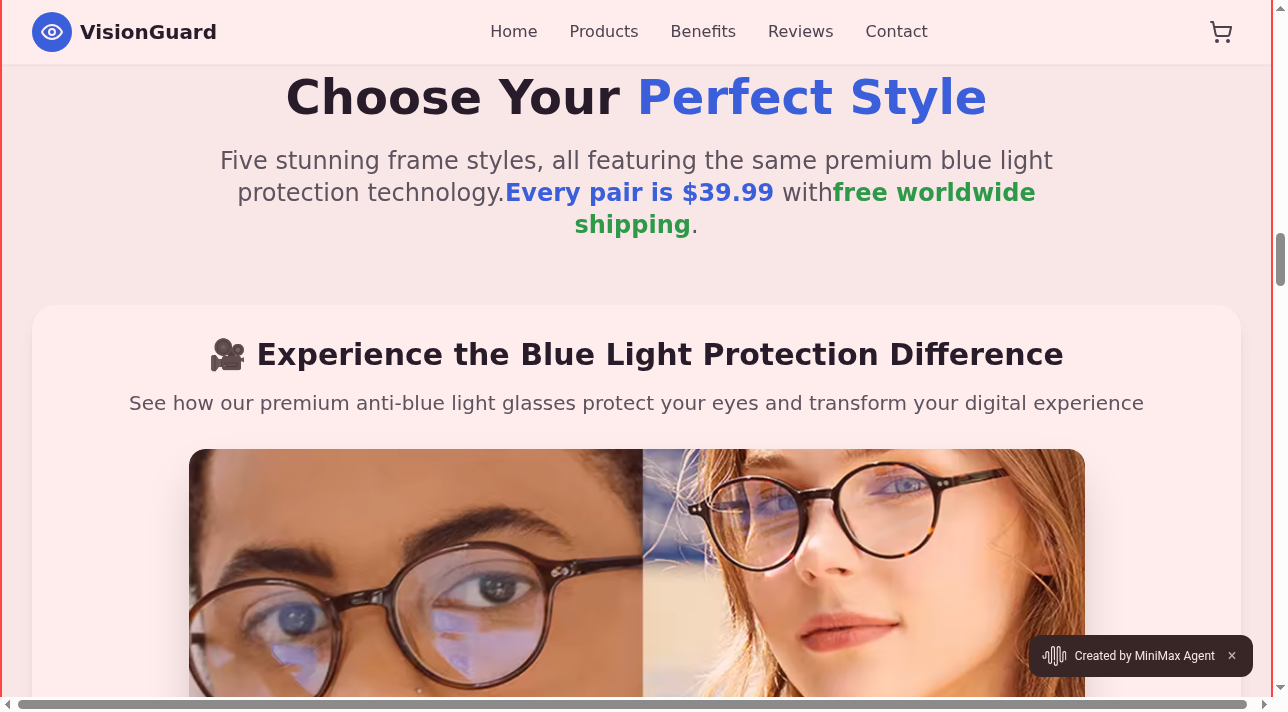 VisionGuard
Home
Products
Benefits
Reviews
Contact
Choose Your Perfect Style
Five stunning frame styles, all featuring the same premium blue light
protection technology.Every pair is $39.99 withfree worldwide
shipping.
🎥 Experience the Blue Light Protection Difference
See how our premium anti-blue light glasses protect your eyes and transform your digital experience
Created by MiniMax Agent ×